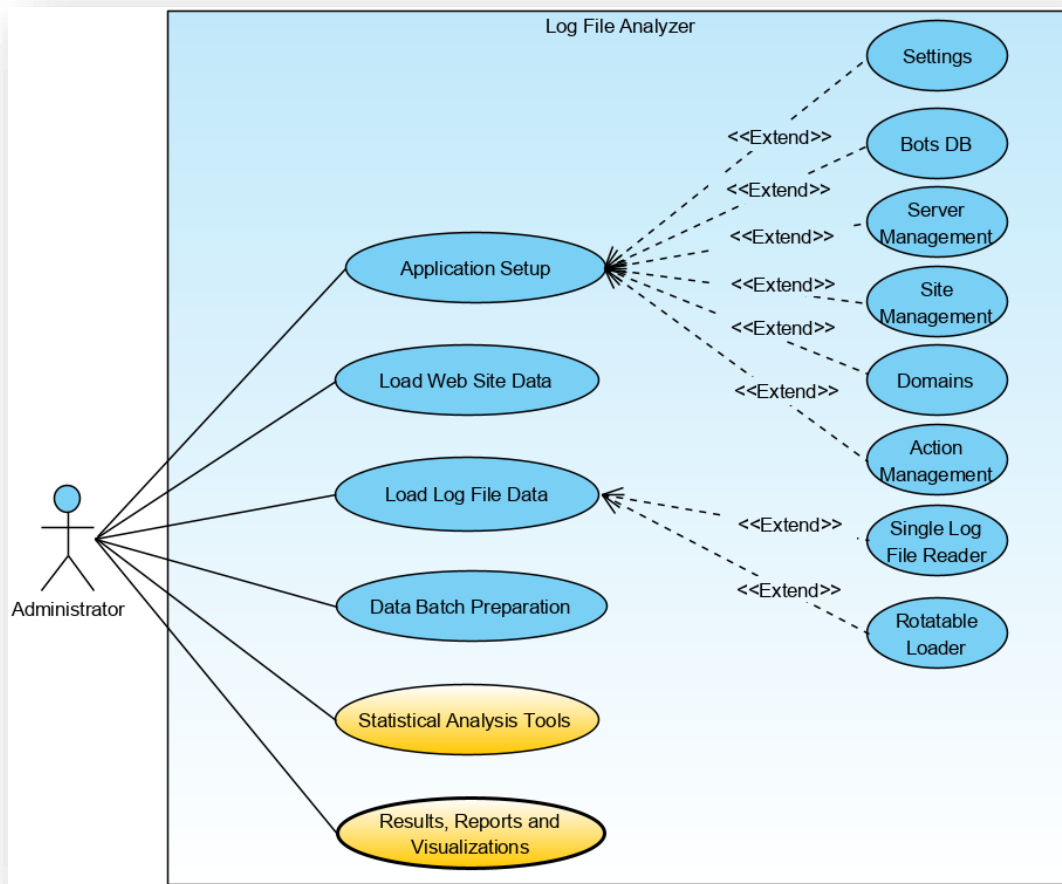 Log File Analyzer
Settings
<<Extend>>
Bots DB
<<Extend>>
Server
Management
<<Extend>>
Application Setup
<<Extend>>
Site
Management
<<Extend>>
Load Web Site Data
Domains
<<Extend>>
Action
Management
Load Log File Data
<<Extend>>
Single Log
File Reader
Administrator
Data Batch Preparation
<<Extend>>
Rotatable
Loader
Statistical Analysis Tools
Results, Reports and
Visualizations